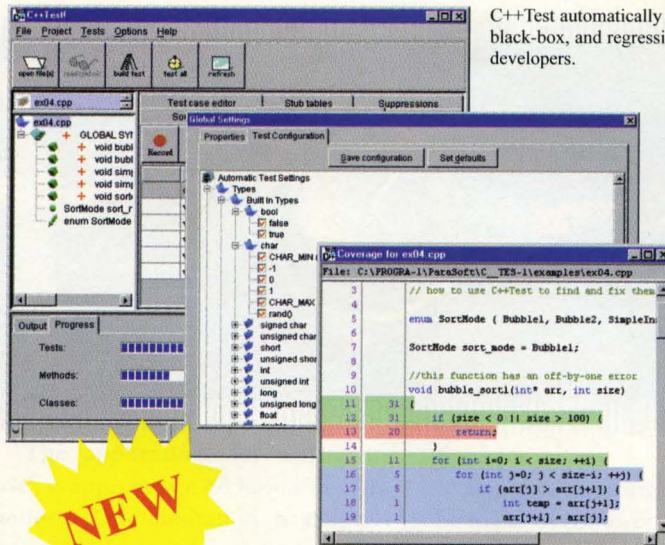 C++Test automatically
black-box, and regressi
developers.
C++Test!
File Project Tests Options Help
open file(s)
build test
test all
refresh
ex04.cpp
Test case editor
Stub tables
Suppressions
ex04.cpp
GLOBAL SYM
void bubl
void bubl
void simp
void simp
void sorb
SortMode sort_r
enum SortMode
Record
Global Settings
Properties
Test Configuration
Save configuration
Set defaults
Automatic Test Settings
Types
Built In Types
bool
false
true
char
CHAR_MIN
-1
0
1
CHAR_MAX
rand()
signed char
unsigned char
short
unsigned shor
int
unsigned int
long
unsigned long
float
Output
Progress
Tests:
Methods:
Classes:
Coverage for ex04.cpp
File: C:\PROGRA~1\ParaSoft\C__TES~1\examples\ex04.cpp
3 // how to use C++Test to find and fix them
4
5 enum SortMode { Bubble1, Bubble2, SimpleIn
6
7 SortMode sort_mode = Bubble1;
8
9 //this function has an off-by-one error
10 void bubble_sort1(int* arr, int size)
11 31 {
12 31 if (size < 0 || size > 100) {
13 20 return;
14 }
15 11 for (int i=0; i < size; ++i) {
16 5 for (int j=0; j < size-i; ++j) {
17 5 if (arr[j] > arr[j+1]) {
18 1 int temp = arr[j+1];
19 1 arr[j+1] = arr[j];
NEW